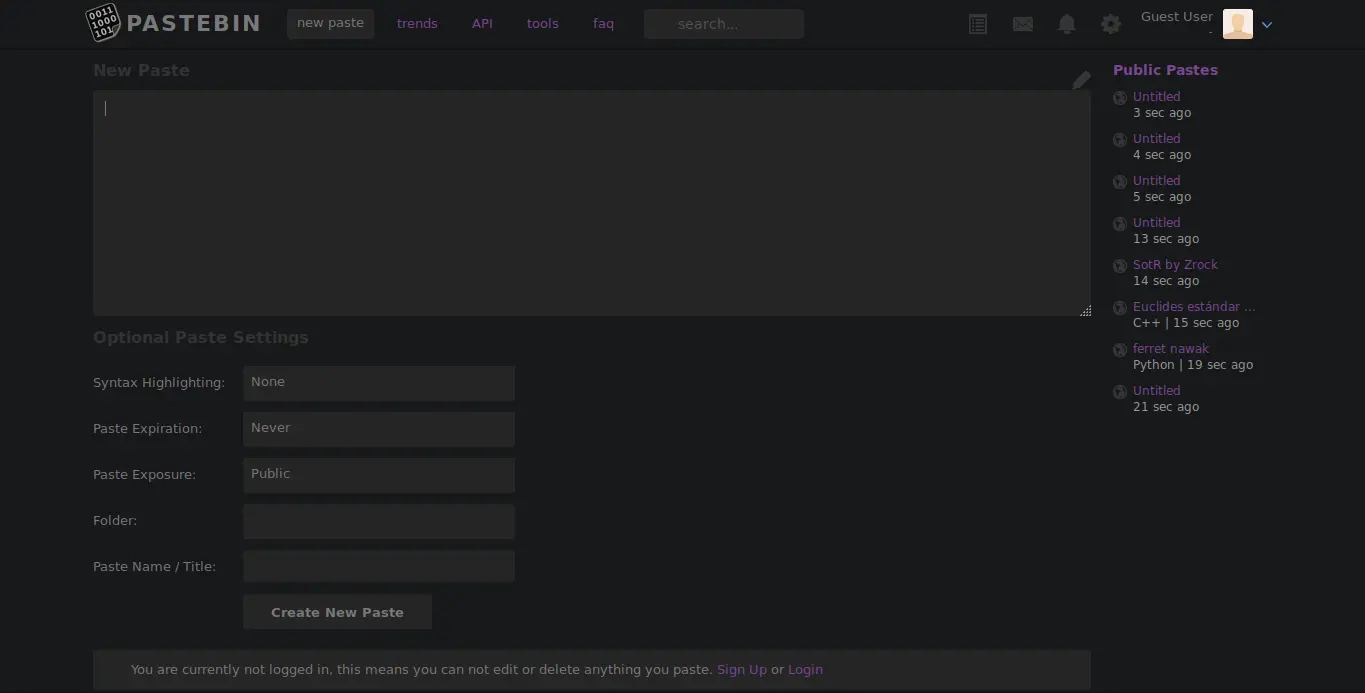 0011
1000
101
PASTEBIN
new paste
trends
API
tools
faq
search...
Guest User
-
New Paste
Optional Paste Settings
Syntax Highlighting: None
Paste Expiration: Never
Paste Exposure: Public
Folder:
Paste Name / Title:
Create New Paste
You are currently not logged in, this means you can not edit or delete anything you paste. Sign Up or Login
Public Pastes
Untitled
3 sec ago
Untitled
4 sec ago
Untitled
5 sec ago
Untitled
13 sec ago
SotR by Zrock
14 sec ago
Euclides estándar ...
C++ | 15 sec ago
ferret nawak
Python | 19 sec ago
Untitled
21 sec ago